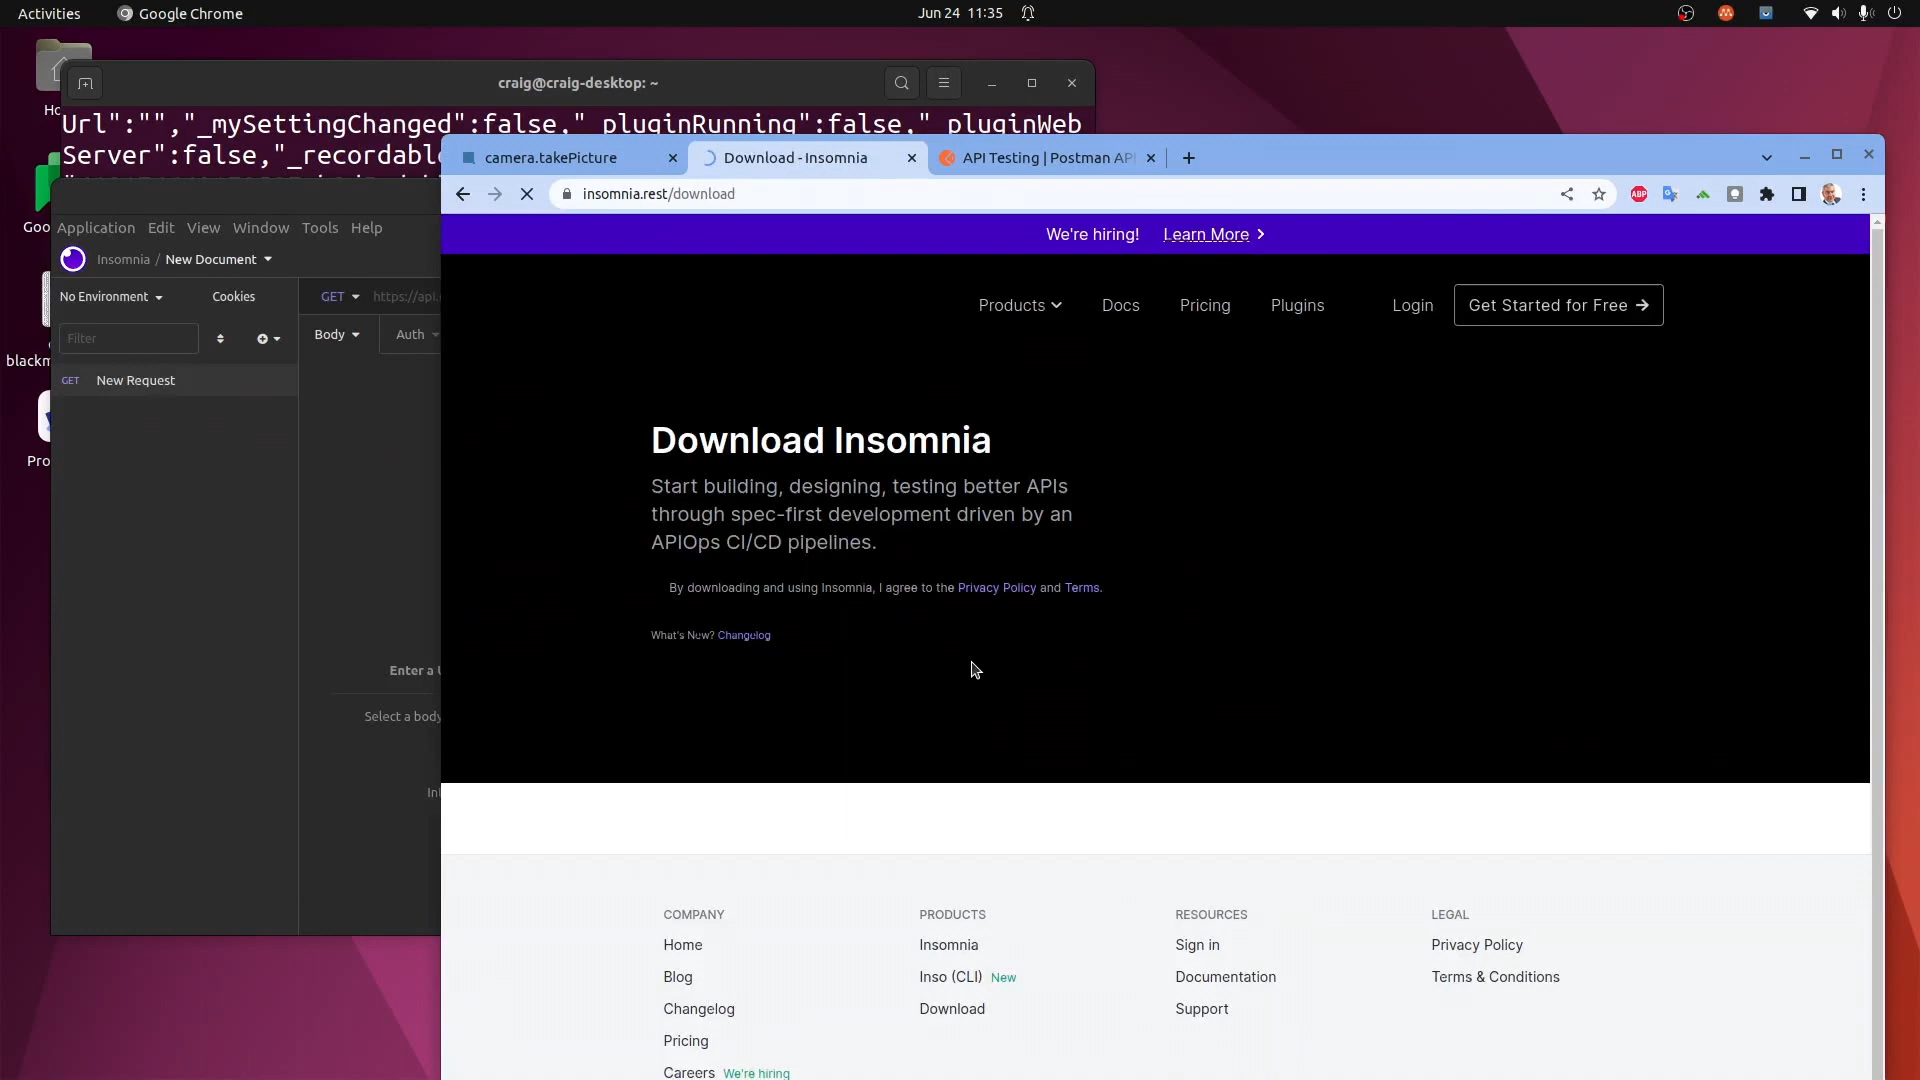 Activities
Google Chrome
Jun 24 11:35
craig@craig-desktop: ~
Url":"","_mySettingChanged":false,"_pluginRunning":false,"_pluginWeb
Server":false,"_recordable
camera.takePicture
Download - Insomnia
API Testing | Postman AP
insomnia.rest/download
ABP
We're hiring! Learn More
Application Edit View Window Tools Help
Insomnia / New Document
No Environment Cookies
GET https://api.
Filter
Body Auth
GET New Request
Enter a
Select a body
Products Docs Pricing Plugins Login Get Started for Free
Download Insomnia
Start building, designing, testing better APIs
through spec-first development driven by an
APIOps CI/CD pipelines.
By downloading and using Insomnia, I agree to the Privacy Policy and Terms.
What's New? Changelog
COMPANY
Home
Blog
Changelog
Pricing
Careers We're hiring
PRODUCTS
Insomnia
Inso (CLI) New
Download
RESOURCES
Sign in
Documentation
Support
LEGAL
Privacy Policy
Terms & Conditions